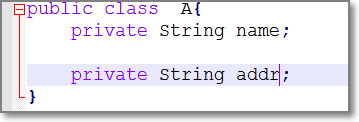 public class  A{
    private String name;

    private String addr;
}